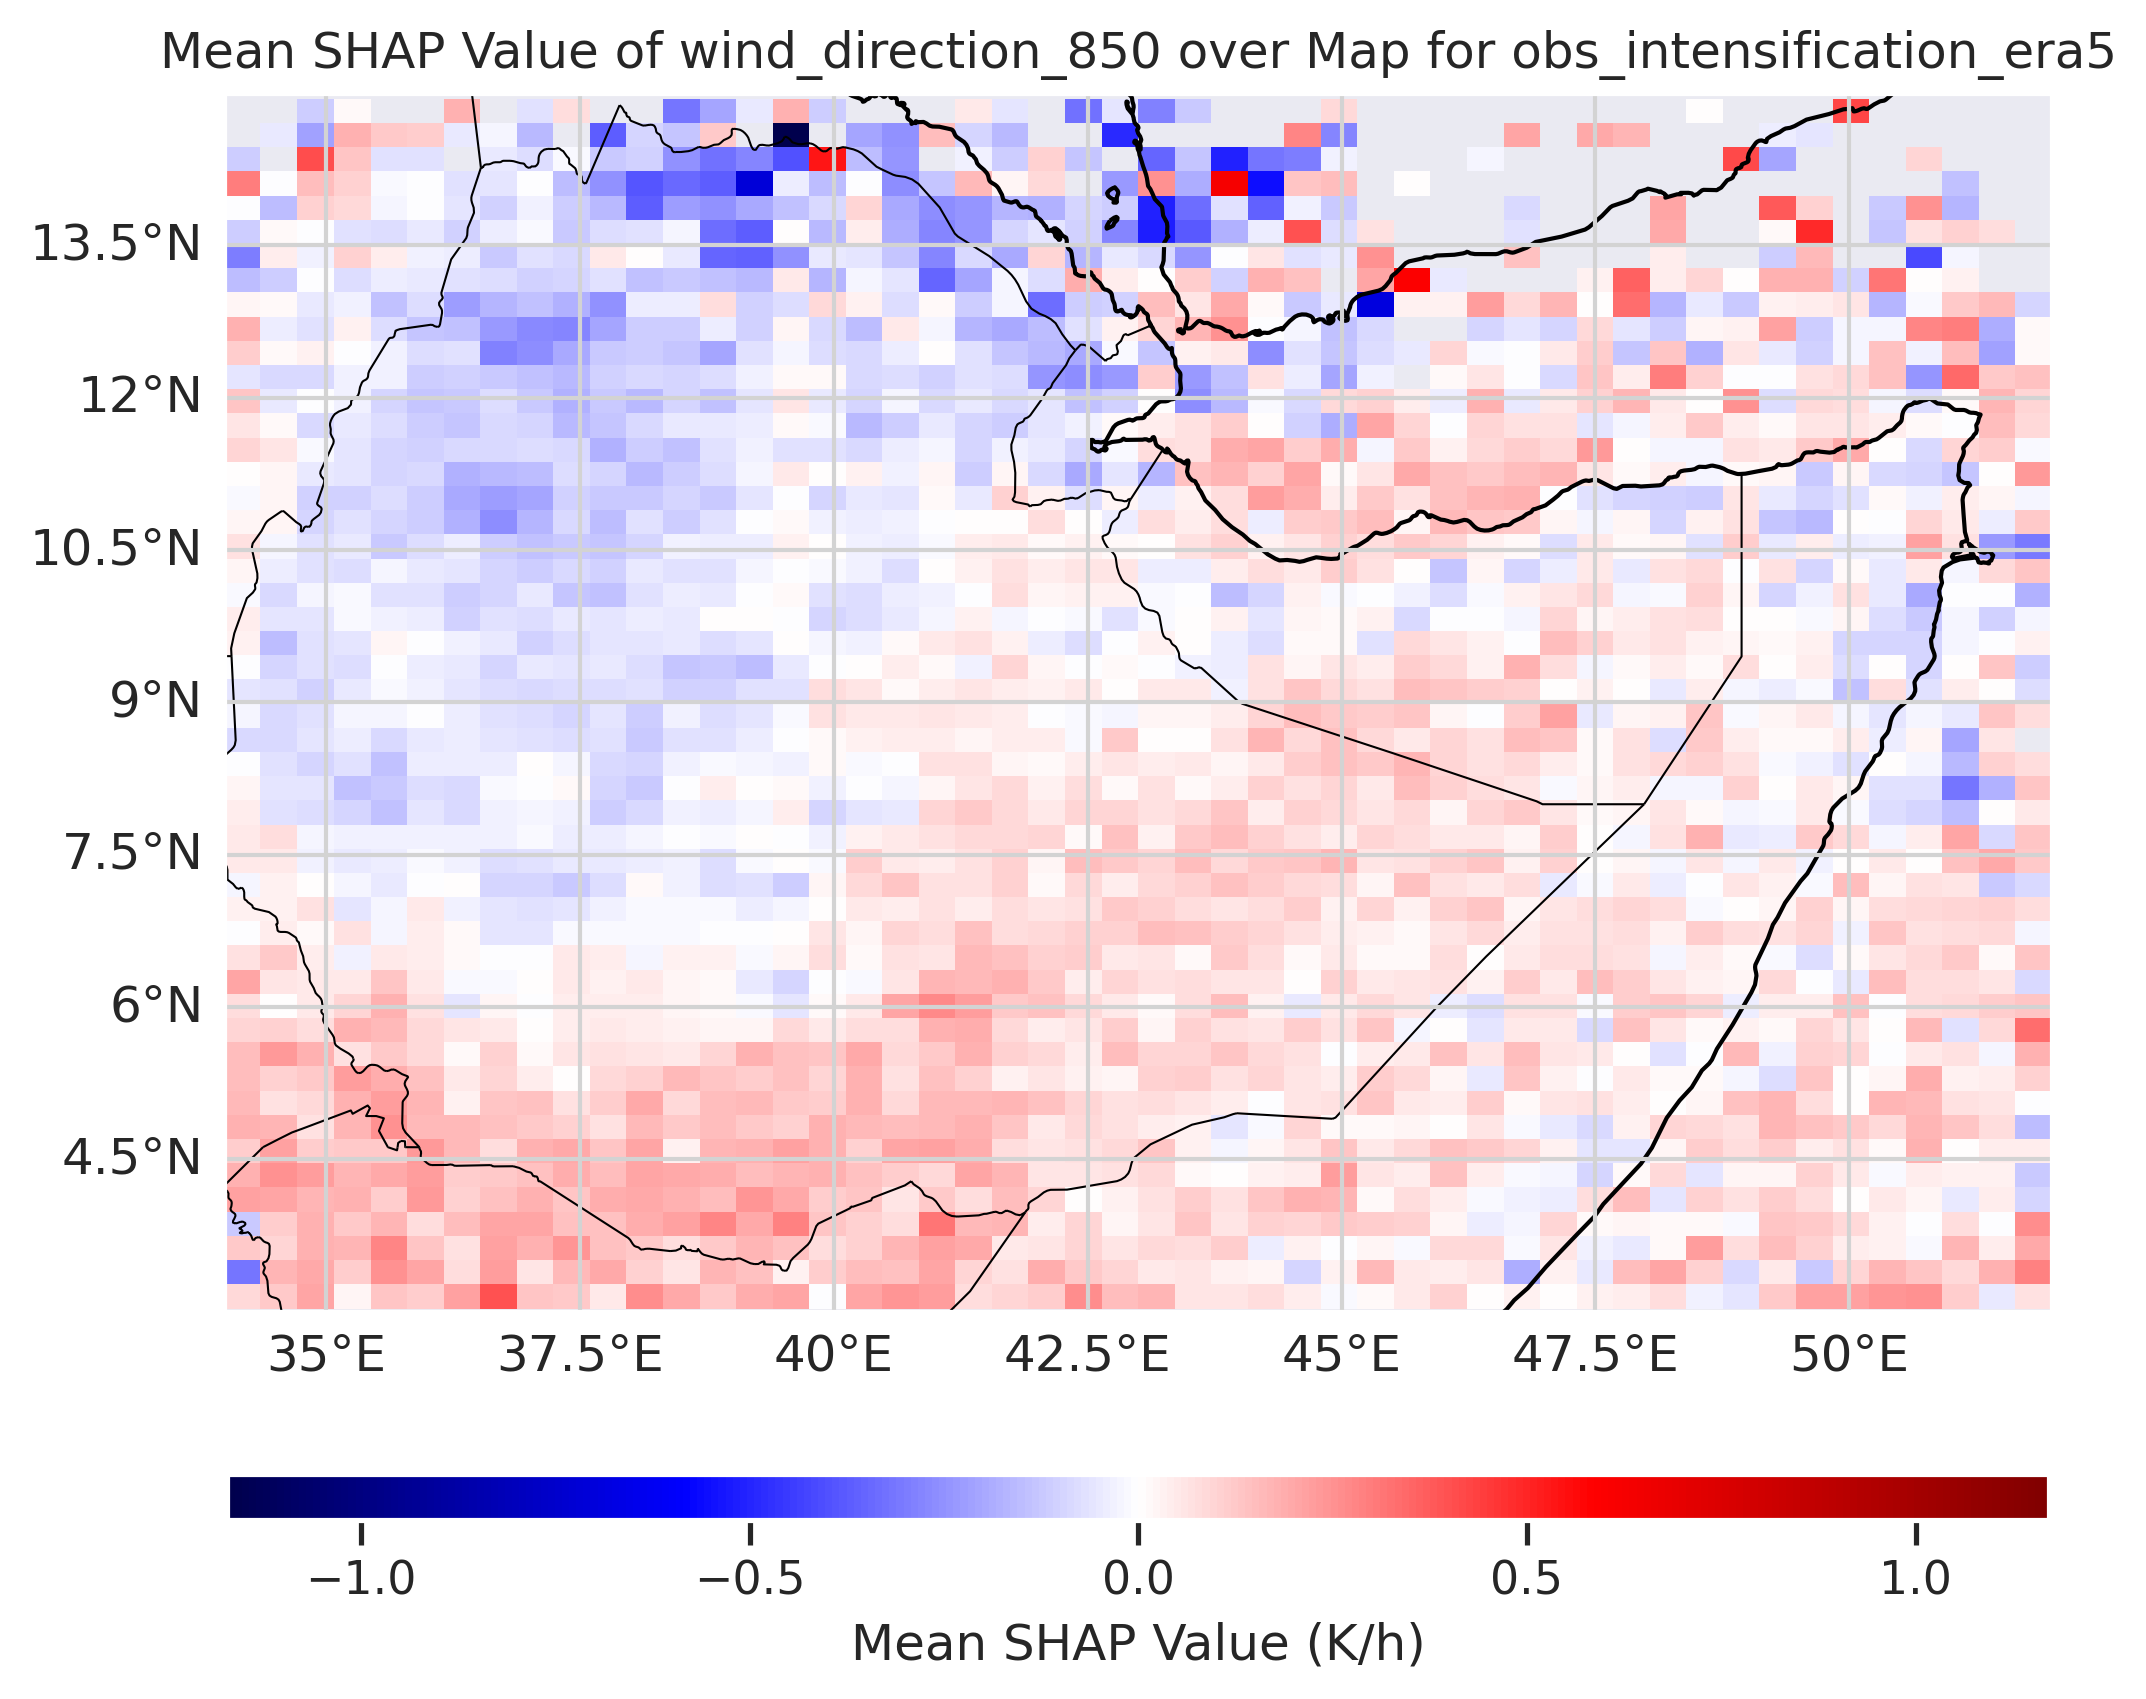 Mean SHAP Value of wind_direction_850 over Map for obs_intensification_era5
13.5°N
12°N
10.5°N
9°N
7.5°N
6°N
4.5°N
35°E 37.5°E 40°E 42.5°E 45°E 47.5°E 50°E
−1.0 −0.5 0.0 0.5 1.0
Mean SHAP Value (K/h)